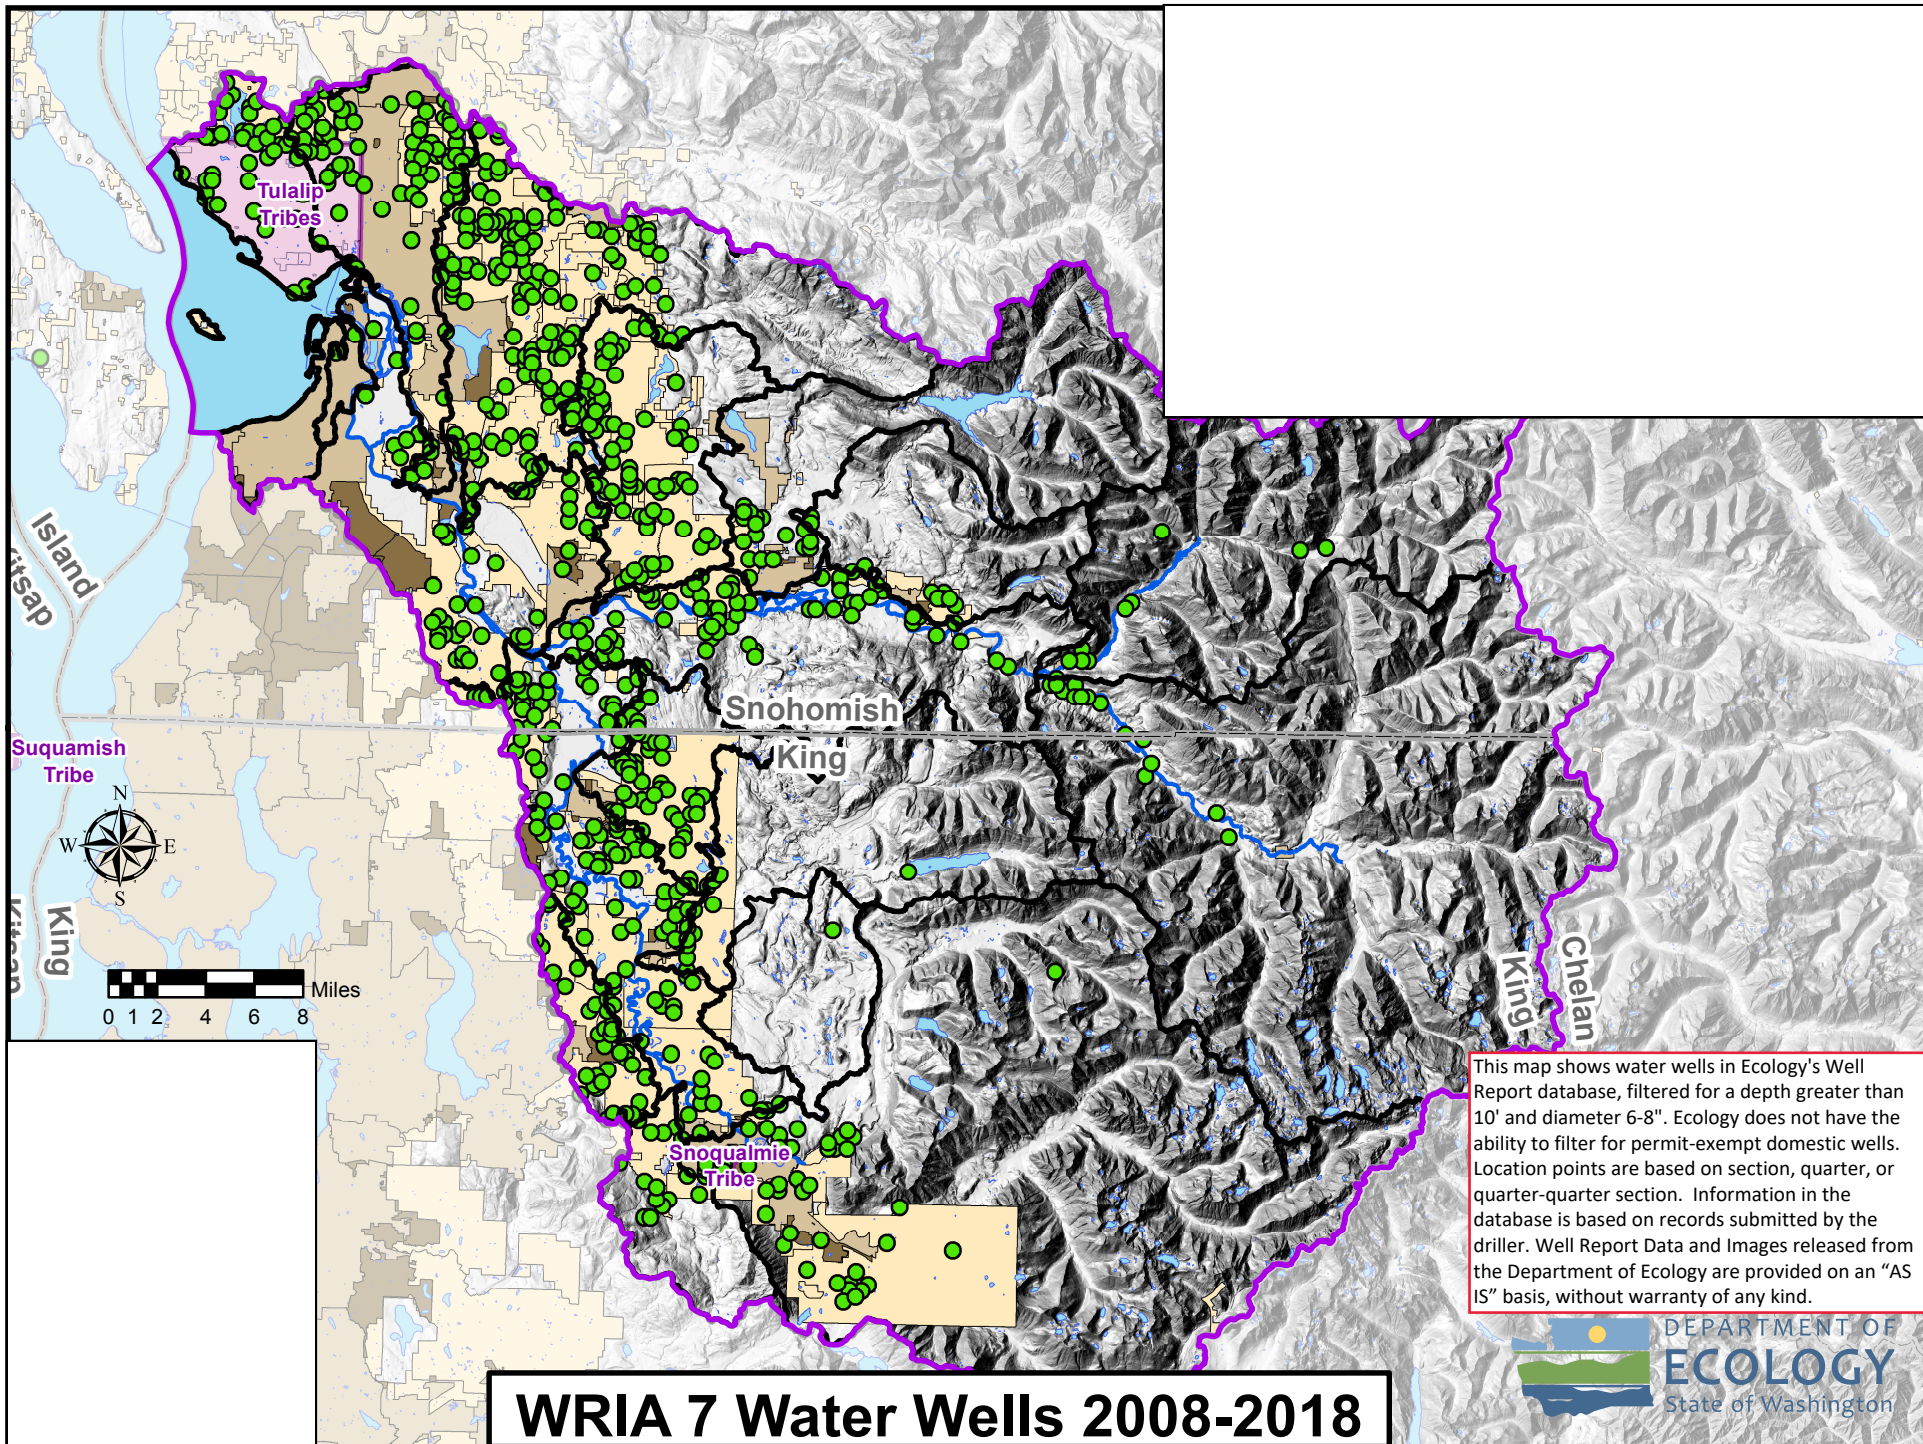 Tulalip
Tribes
Island
Kitsap
Snohomish
King
Suquamish
Tribe
N
W
E
S
King
Kitsap
Miles
0 1 2 4 6 8
Chelan
King
Snoqualmie
Tribe
This map shows water wells in Ecology's Well
Report database, filtered for a depth greater than
10' and diameter 6-8". Ecology does not have the
ability to filter for permit-exempt domestic wells.
Location points are based on section, quarter, or
quarter-quarter section. Information in the
database is based on records submitted by the
driller. Well Report Data and Images released from
the Department of Ecology are provided on an “AS
IS” basis, without warranty of any kind.
DEPARTMENT OF
ECOLOGY
State of Washington
WRIA 7 Water Wells 2008-2018